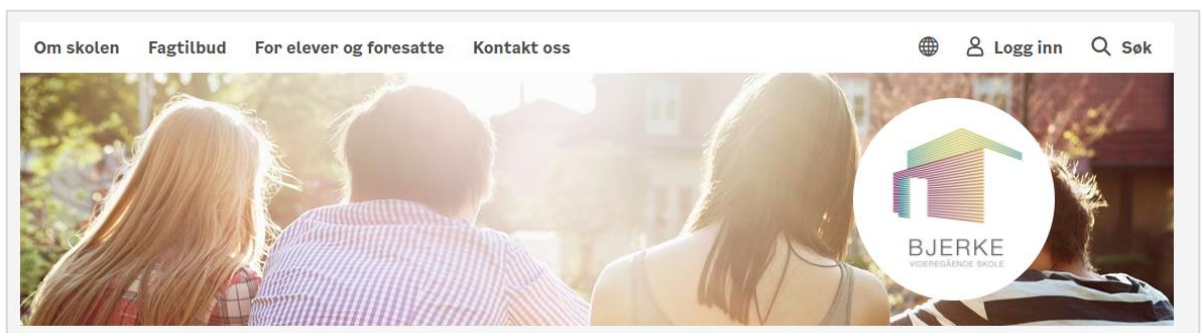 Om skolen Fagtilbud For elever og foresatte Kontakt oss Logg inn Søk
BJERKE
VIDEREGÅENDE SKOLE